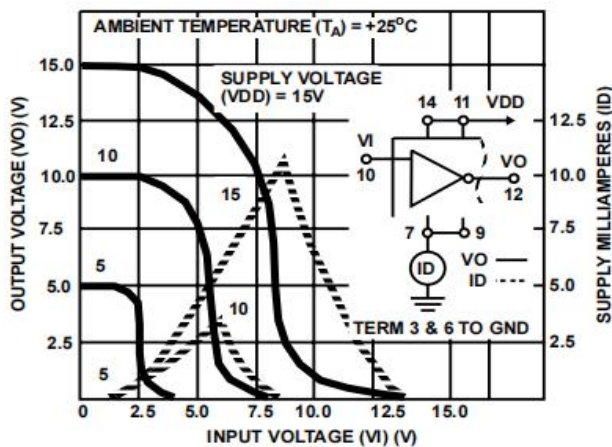 AMBIENT TEMPERATURE (TA) = +25°C
SUPPLY VOLTAGE
(VDD) = 15V
OUTPUT VOLTAGE (VO) (V)
15.0
12.5
10.0
7.5
5.0
2.5
10
5
5
15
10
14 11 VDD
VI
10
VO
12
7 9
ID
VO
ID
TERM 3 & 6 TO GND
12.5
10.0
7.5
5.0
2.5
SUPPLY MILLIAMPERES (ID)
0 2.5 5.0 7.5 10.0 12.5 15.0
INPUT VOLTAGE (VI) (V)